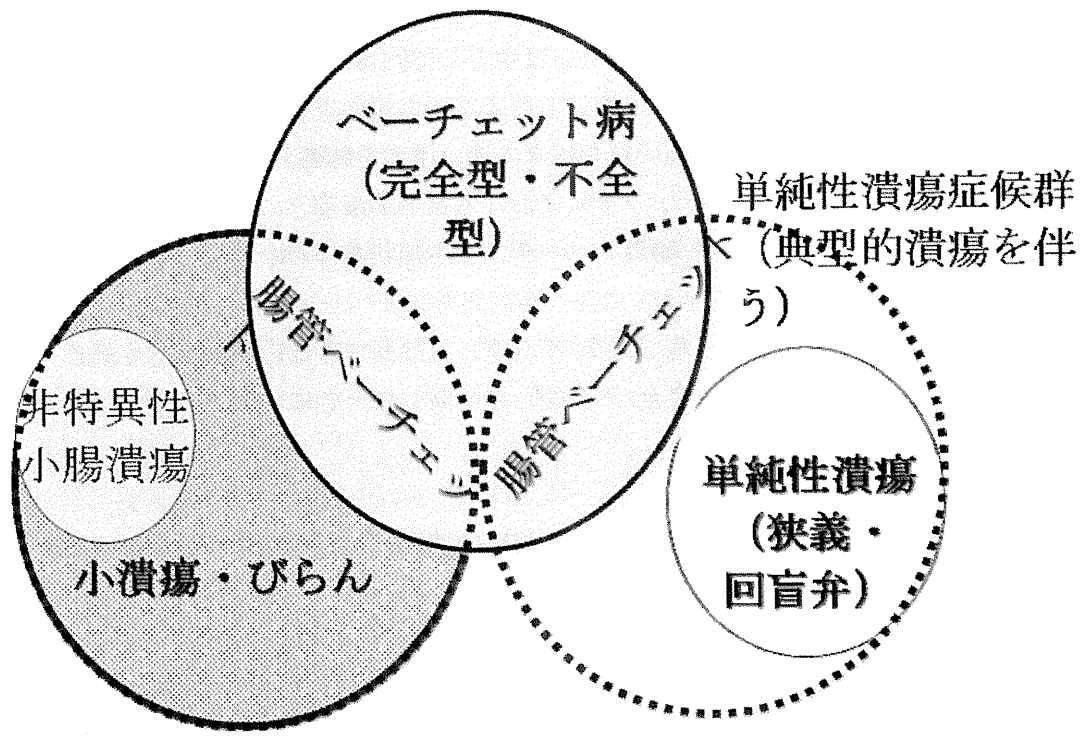 ベーチェット病
(完全型・不全
型)
単純性潰瘍症候群
(典型的潰瘍を伴
う)
腸管ベーチェット
腸管ベーチェット
非特異性
小腸潰瘍
単純性潰瘍
(狭義・
回盲弁)
小潰瘍・びらん